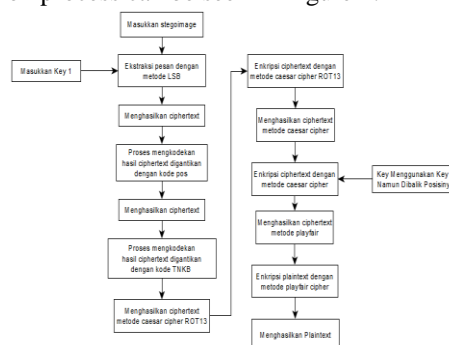 Masukkan stegoimage
Masukkan Key 1
Ekstraksi pesan dengan
metode LSB
Menghasilkan ciphertext
Proses mengkodekan
hasil ciphertext digantikan
dengan kode pos
Menghasilkan ciphertext
Proses mengkodekan
hasil ciphertext digantikan
dengan kode TNKB
Menghasilkan ciphertext
metode caesar cipher ROT13
Enkripsi ciphertext dengan
metode caesar cipher ROT13
Menghasilkan ciphertext
metode caesar cipher
Enkripsi ciphertext dengan
metode caesar cipher
Key Menggunakan Key
Namun Dibalik Posisiny
Menghasilkan ciphertext
metode playfair
Enkripsi plaintext dengan
metode playfair cipher
Menghasilkan Plaintext